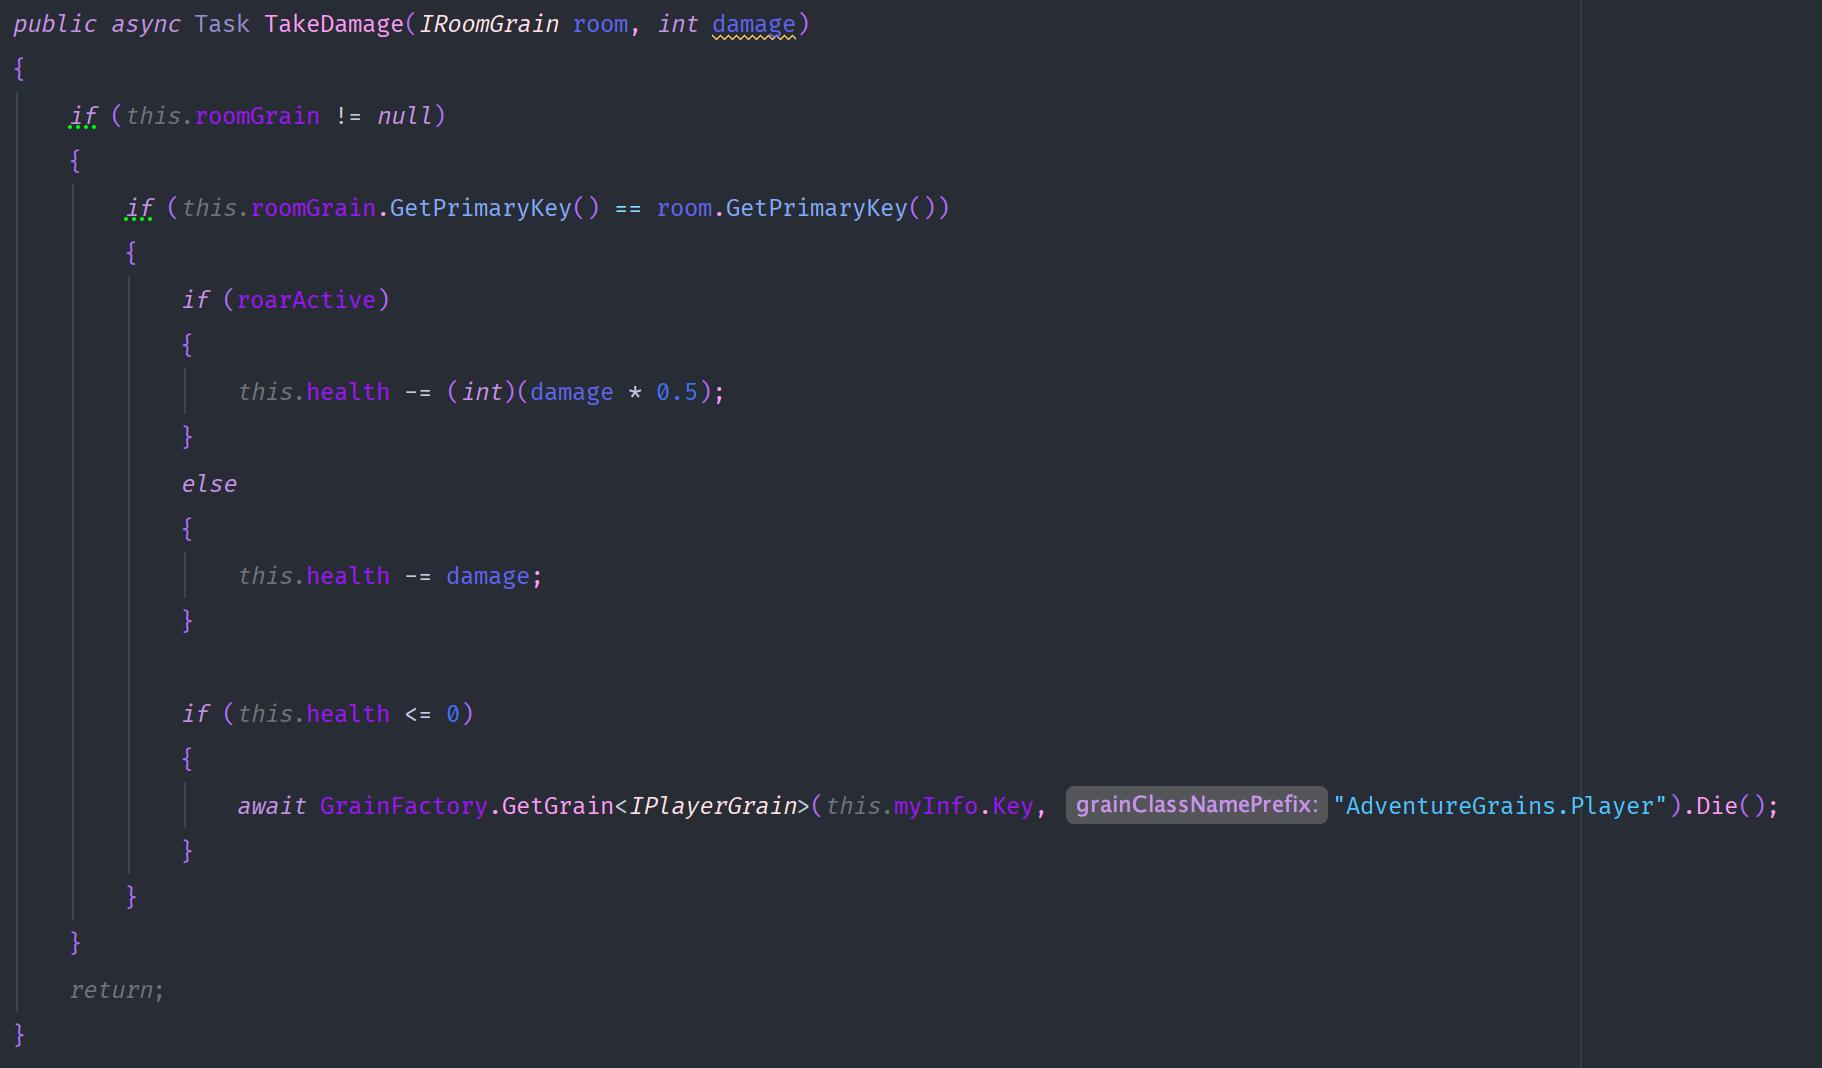 public async Task TakeDamage(IRoomGrain room, int damage)
{
if (this.roomGrain != null)
{
if (this.roomGrain.GetPrimaryKey() == room.GetPrimaryKey())
{
if (roarActive)
{
this.health -= (int)(damage * 0.5);
}
else
{
this.health -= damage;
}
if (this.health <= 0)
{
await GrainFactory.GetGrain<IPlayerGrain>(this.myInfo.Key, grainClassNamePrefix: "AdventureGrains.Player").Die();
}
}
}
return;
}